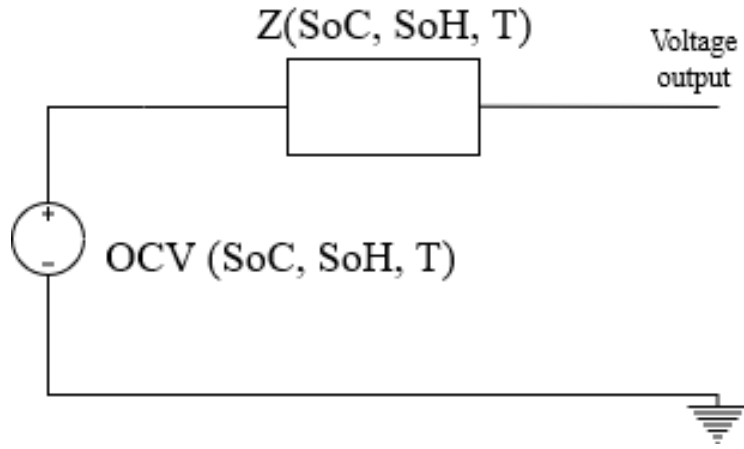 Z(SoC, SoH, T)
Voltage
output
+
-
OCV (SoC, SoH, T)